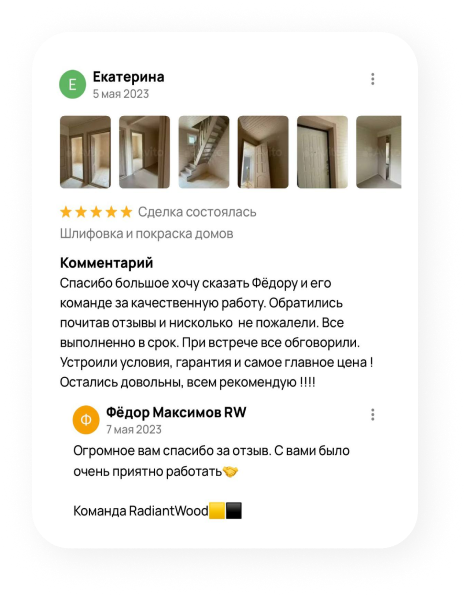 Е
Екатерина
5 мая 2023
Сделка состоялась
Шлифовка и покраска домов
Комментарий
Спасибо большое хочу сказать Фёдору и его
команде за качественную работу. Обратились
почитав отзывы и нисколько не пожалели. Все
выполненно в срок. При встрече все обговорили.
Устроили условия, гарантия и самое главное цена !
Остались довольны, всем рекомендую !!!!
Ф
Фёдор Максимов RW
7 мая 2023
Огромное вам спасибо за отзыв. С вами было
очень приятно работать🤝
Команда RadiantWood🟨⬛